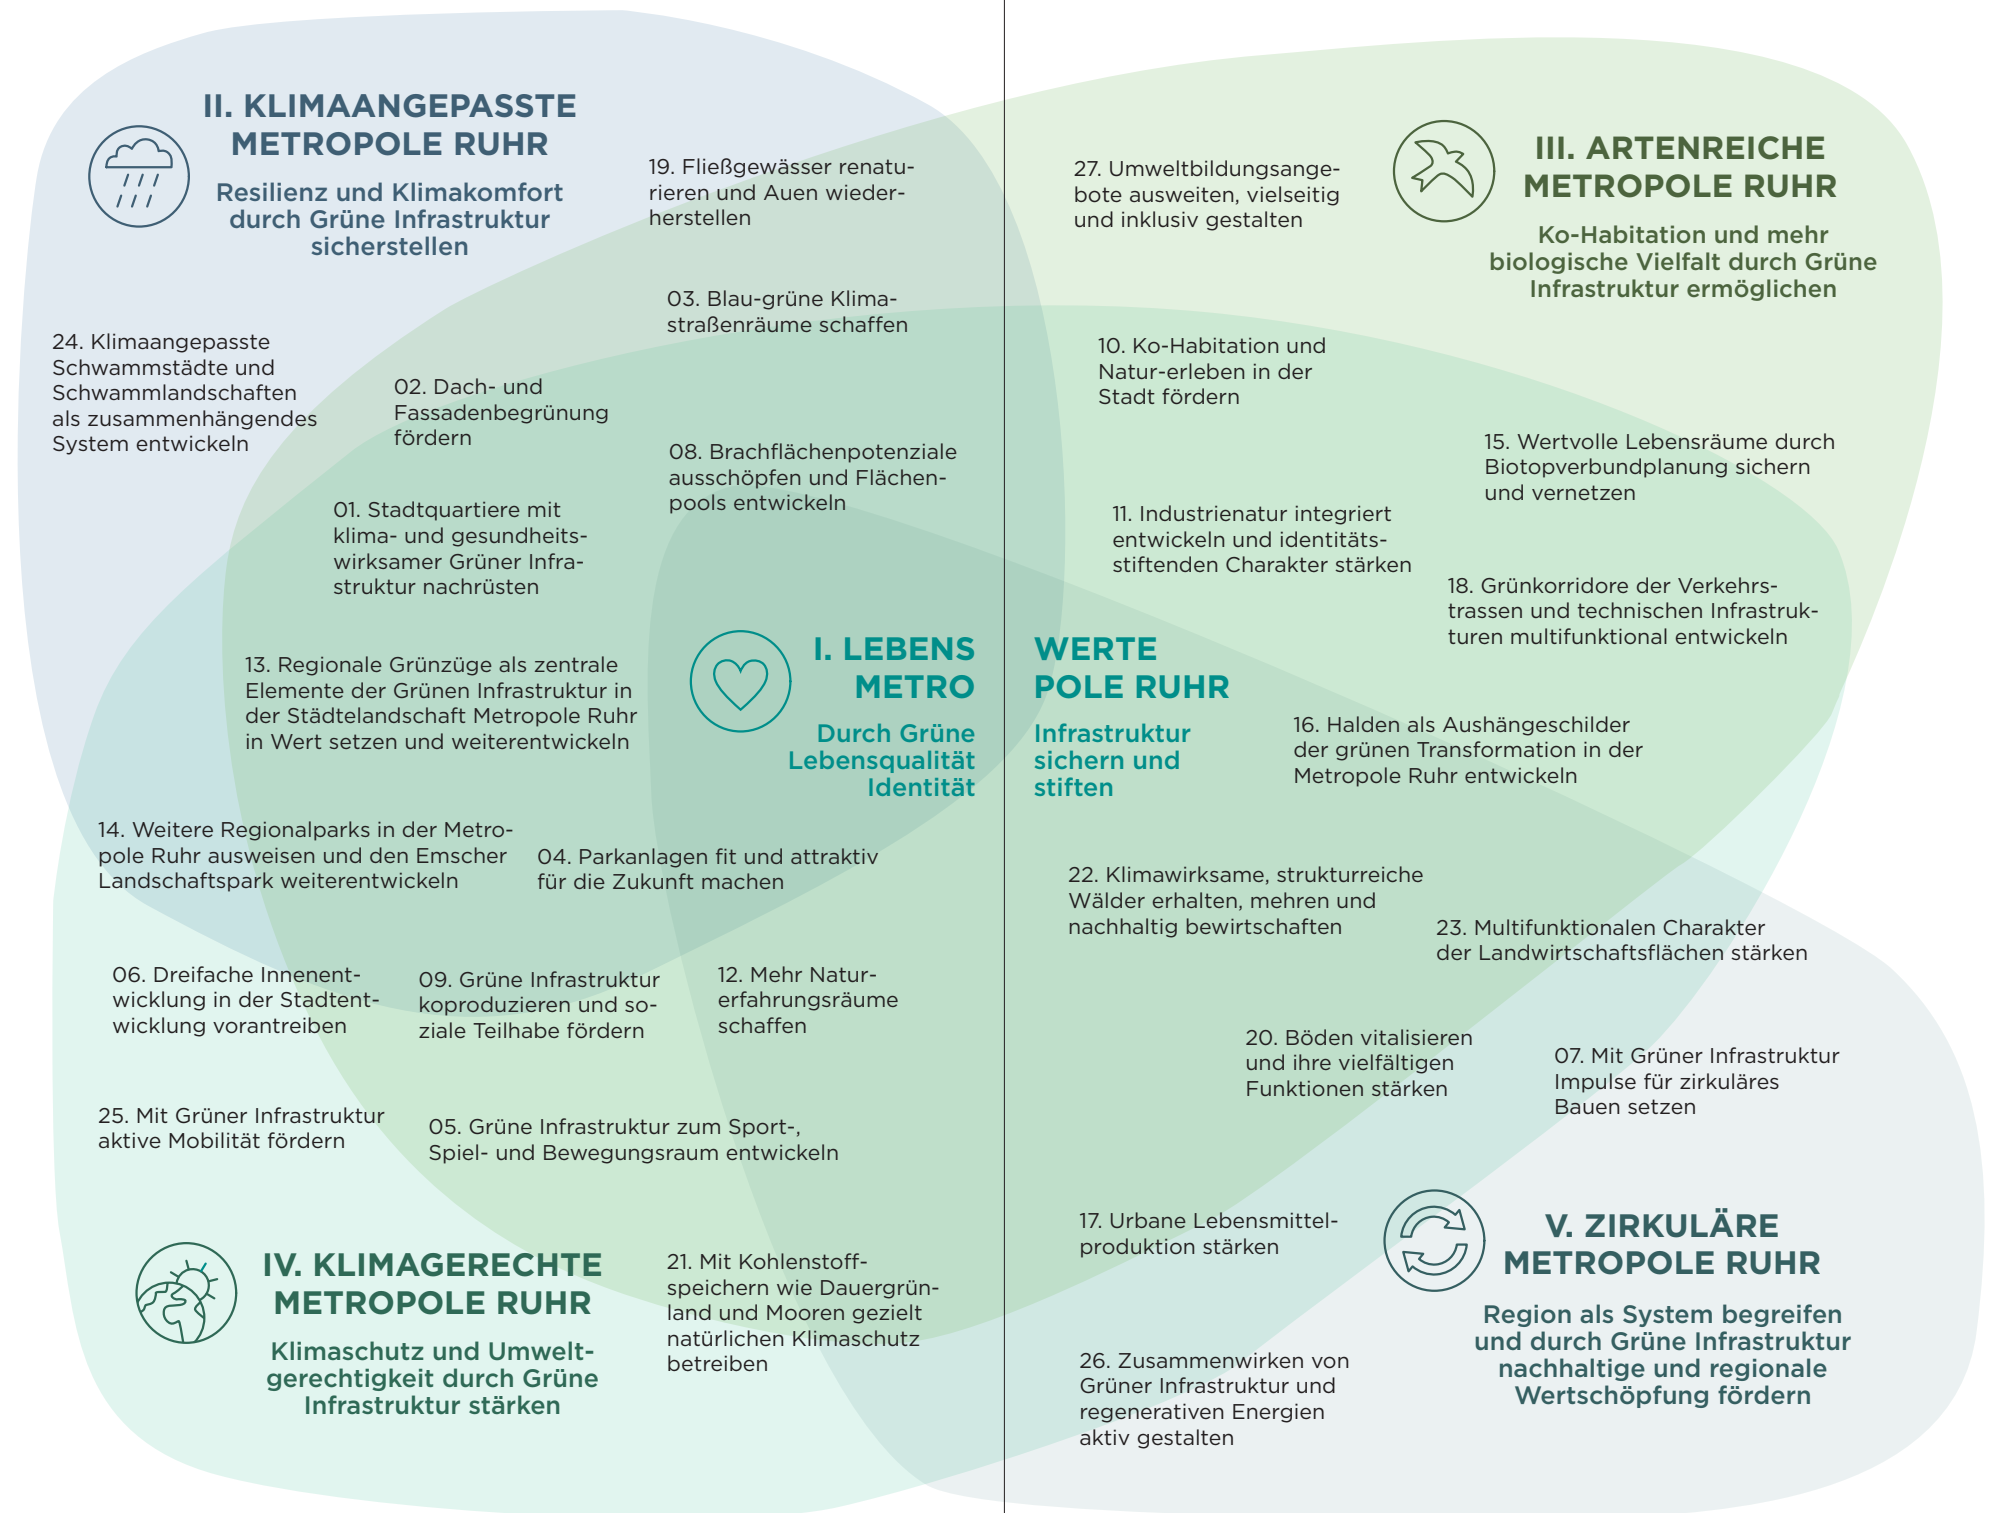 II. KLIMAANGEPASSTE
METROPOLE RUHR
Resilienz und Klimakomfort
durch Grüne Infrastruktur
sicherstellen
19. Fließgewässer renatu-
rieren und Auen wieder-
herstellen
03. Blau-grüne Klima-
straßenräume schaffen
24. Klimaangepasste
Schwammstädte und
Schwammlandschaften
als zusammenhängendes
System entwickeln
02. Dach- und
Fassadenbegrünung
fördern
08. Brachflächenpotenziale
ausschöpfen und Flächen-
pools entwickeln
01. Stadtquartiere mit
klima- und gesundheits-
wirksamer Grüner Infra-
struktur nachrüsten
13. Regionale Grünzüge als zentrale
Elemente der Grünen Infrastruktur in
der Städtelandschaft Metropole Ruhr
in Wert setzen und weiterentwickeln
27. Umweltbildungsange-
bote ausweiten, vielseitig
und inklusiv gestalten
III. ARTENREICHE
METROPOLE RUHR
Ko-Habitation und mehr
biologische Vielfalt durch Grüne
Infrastruktur ermöglichen
10. Ko-Habitation und
Natur-erleben in der
Stadt fördern
15. Wertvolle Lebensräume durch
Biotopverbundplanung sichern
und vernetzen
11. Industrienatur integriert
entwickeln und identitäts-
stiftenden Charakter stärken
18. Grünkorridore der Verkehrs-
trassen und technischen Infrastruk-
turen multifunktional entwickeln
I. LEBENS WERTE
METRO POLE RUHR
Durch Grüne Infrastruktur
Lebensqualität sichern und
Identität stiften
16. Halden als Aushängeschilder
der grünen Transformation in der
Metropole Ruhr entwickeln
14. Weitere Regionalparks in der Metro-
pole Ruhr ausweisen und den Emscher
Landschaftspark weiterentwickeln
04. Parkanlagen fit und attraktiv
für die Zukunft machen
06. Dreifache Innenent-
wicklung in der Stadtent-
wicklung vorantreiben
09. Grüne Infrastruktur
koproduzieren und so-
ziale Teilhabe fördern
12. Mehr Natur-
erfahrungsräume
schaffen
25. Mit Grüner Infrastruktur
aktive Mobilität fördern
05. Grüne Infrastruktur zum Sport-,
Spiel- und Bewegungsraum entwickeln
IV. KLIMAGERECHTE
METROPOLE RUHR
Klimaschutz und Umwelt-
gerechtigkeit durch Grüne
Infrastruktur stärken
21. Mit Kohlenstoff-
speichern wie Dauergrün-
land und Mooren gezielt
natürlichen Klimaschutz
betreiben
22. Klimawirksame, strukturreiche
Wälder erhalten, mehren und
nachhaltig bewirtschaften
23. Multifunktionalen Charakter
der Landwirtschaftsflächen stärken
20. Böden vitalisieren
und ihre vielfältigen
Funktionen stärken
07. Mit Grüner Infrastruktur
Impulse für zirkuläres
Bauen setzen
17. Urbane Lebensmittel-
produktion stärken
V. ZIRKULÄRE
METROPOLE RUHR
Region als System begreifen
und durch Grüne Infrastruktur
nachhaltige und regionale
Wertschöpfung fördern
26. Zusammenwirken von
Grüner Infrastruktur und
regenerativen Energien
aktiv gestalten